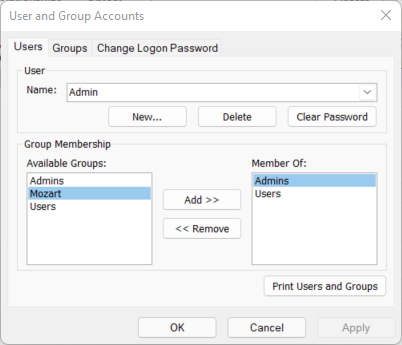 User and Group Accounts
Users Groups Change Logon Password
User
Name: Admin
New... Delete Clear Password
Group Membership
Available Groups: Member Of:
Admins Admins
Mozart Users
Users
Add >>
<< Remove
Print Users and Groups
OK Cancel Apply